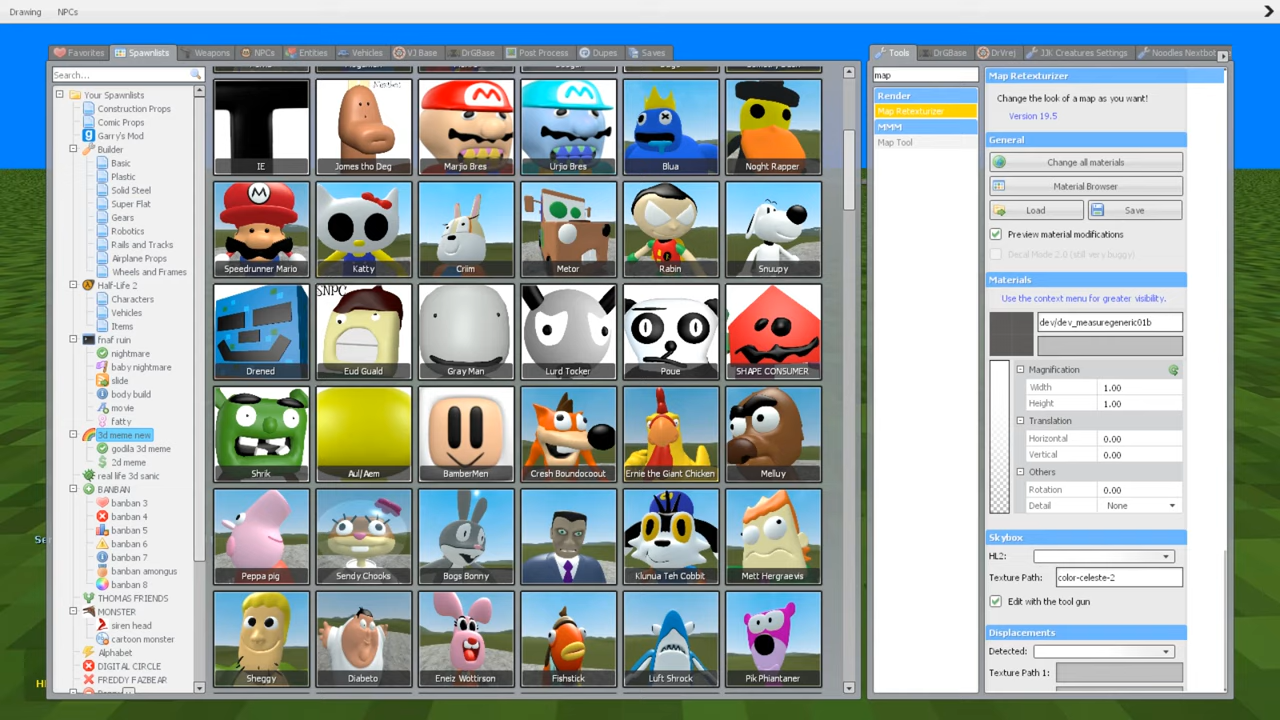 Drawing NPCs
Favorites Spawnlists Weapons NPCs Entities Vehicles VJ Base DrGBase Post Process Dupes Saves
Search...
Your Spawnlists
Construction Props
Comic Props
Garry's Mod
Builder
Basic
Plastic
Solid Steel
Super Flat
Gears
Robotics
Rails and Tracks
Airplane Props
Wheels and Frames
Half-Life 2
Characters
Vehicles
Items
fnaf ruin
nightmare
baby nightmare
slide
body build
movie
fatty
3d meme new
godila 3d meme
2d meme
real life 3d sanic
BANBAN
banban 3
banban 4
banban 5
banban 6
banban 7
banban amongus
banban 8
THOMAS FRIENDS
MONSTER
siren head
cartoon monster
Alphabet
DIGITAL CIRCLE
FREDDY FAZBEAR
IE Jomes tho Deg Marjio Bres Urjio Bres Blua Noght Rapper
Speedrunner Mario Katty Criim Metor Rabin Snuupy
SNPC
Drened Eud Guald Gray Man Lurd Tocker Poue SHAPE CONSUMER
Shrik Aul/Aem BamberMen Cresh Boundocoout Ernie the Giant Chicken Melluv
Peppa pig Sendy Chooks Bogs Bonny Klunua Teh Cobbit Mett Hergraevis
Sheggy Diabeto Eneiz Wottirson Fishstick Luft Shrock Pik Phiantaner
Tools DrGBase DrVrej JJK Creatures Settings Noodles Nextbot
map
Render
Map Retexturizer
MMM
Map Tool
Map Retexturizer
Change the look of a map as you want!
Version 19.5
General
Change all materials
Material Browser
Load Save
Preview material modifications
Decal Mode 2.0 (still very buggy)
Materials
Use the context menu for greater visibility.
dev/dev_measuregeneric01b
Magnification
Width 1.00
Height 1.00
Translation
Horizontal 0.00
Vertical 0.00
Others
Rotation 0.00
Detail None
Skybox
HL2:
Texture Path: color-celeste-2
Edit with the tool gun
Displacements
Detected:
Texture Path 1: